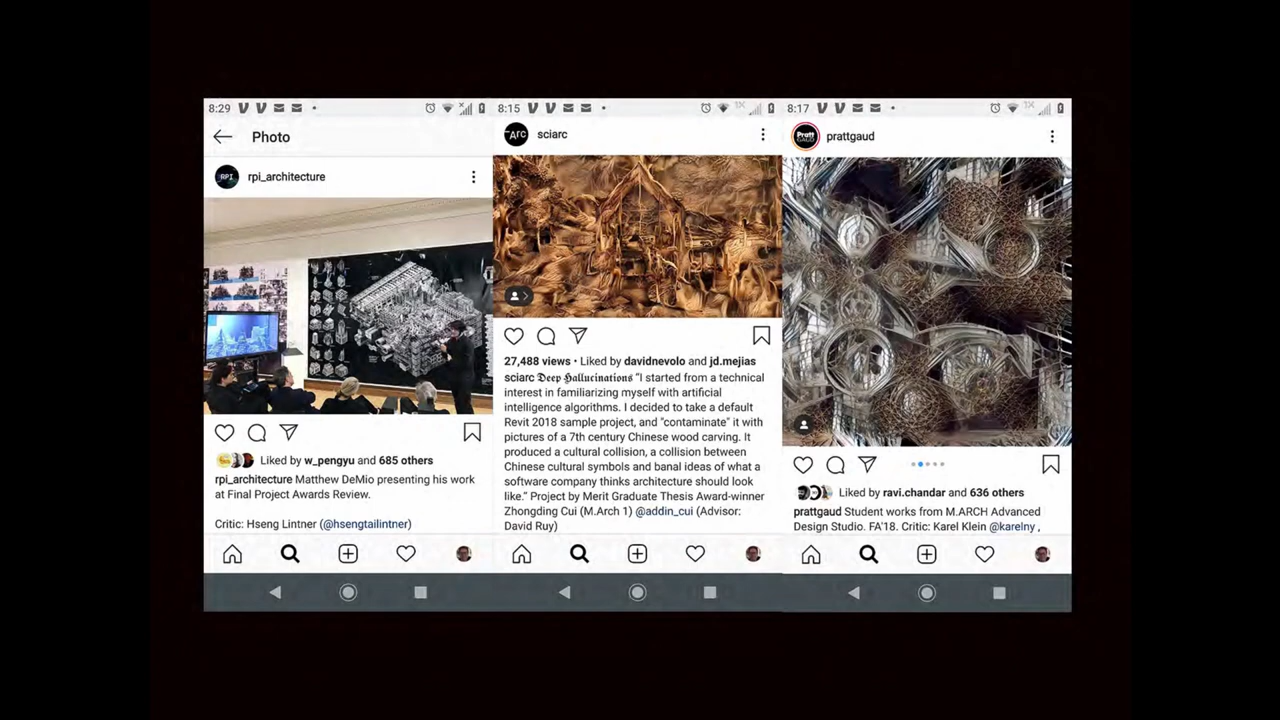 8:29
Photo
RPI
rpi_architecture
Liked by w_pengyu and 685 others
rpi_architecture Matthew DeMio presenting his work
at Final Project Awards Review.
Critic: Hseng Lintner (@hsengtailintner)
8:15
Arc
sciarc
27,488 views • Liked by davidnevolo and jd.mejias
sciarc 𝕯𝖊𝖊𝖕 𝕳𝖆𝖑𝖑𝖚𝖈𝖎𝖓𝖆𝖙𝖎𝖔𝖓𝖘 “I started from a technical
interest in familiarizing myself with artificial
intelligence algorithms. I decided to take a default
Revit 2018 sample project, and "contaminate" it with
pictures of a 7th century Chinese wood carving. It
produced a cultural collision, a collision between
Chinese cultural symbols and banal ideas of what a
software company thinks architecture should look
like.” Project by Merit Graduate Thesis Award-winner
Zhongding Cui (M.Arch 1) @addin_cui (Advisor:
David Ruy)
8:17
Pratt
GAUD
prattgaud
Liked by ravi.chandar and 636 others
prattgaud Student works from M.ARCH Advanced
Design Studio. FA'18. Critic: Karel Klein @karelny ,